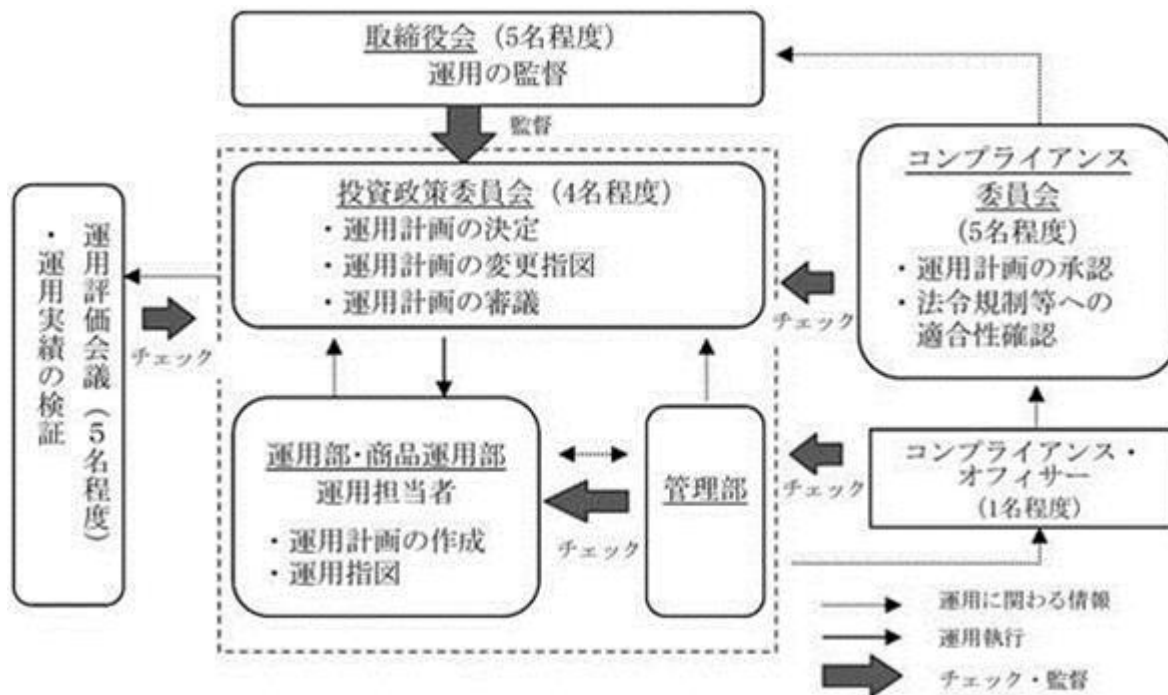 取締役会（5名程度）
運用の監督
監督
投資政策委員会（4名程度）
・運用計画の決定
・運用計画の変更指図
・運用計画の審議
運用評価会議（５名程度）
・運用実績の検証
チェック
コンプライアンス
委員会
(5名程度)
・運用計画の承認
・法令規制等への
適合性確認
チェック
運用部・商品運用部
運用担当者
・運用計画の作成
・運用指図
チェック
管理部
チェック
コンプライアンス・
オフィサー
(1名程度)
運用に関わる情報
運用執行
チェック・監督